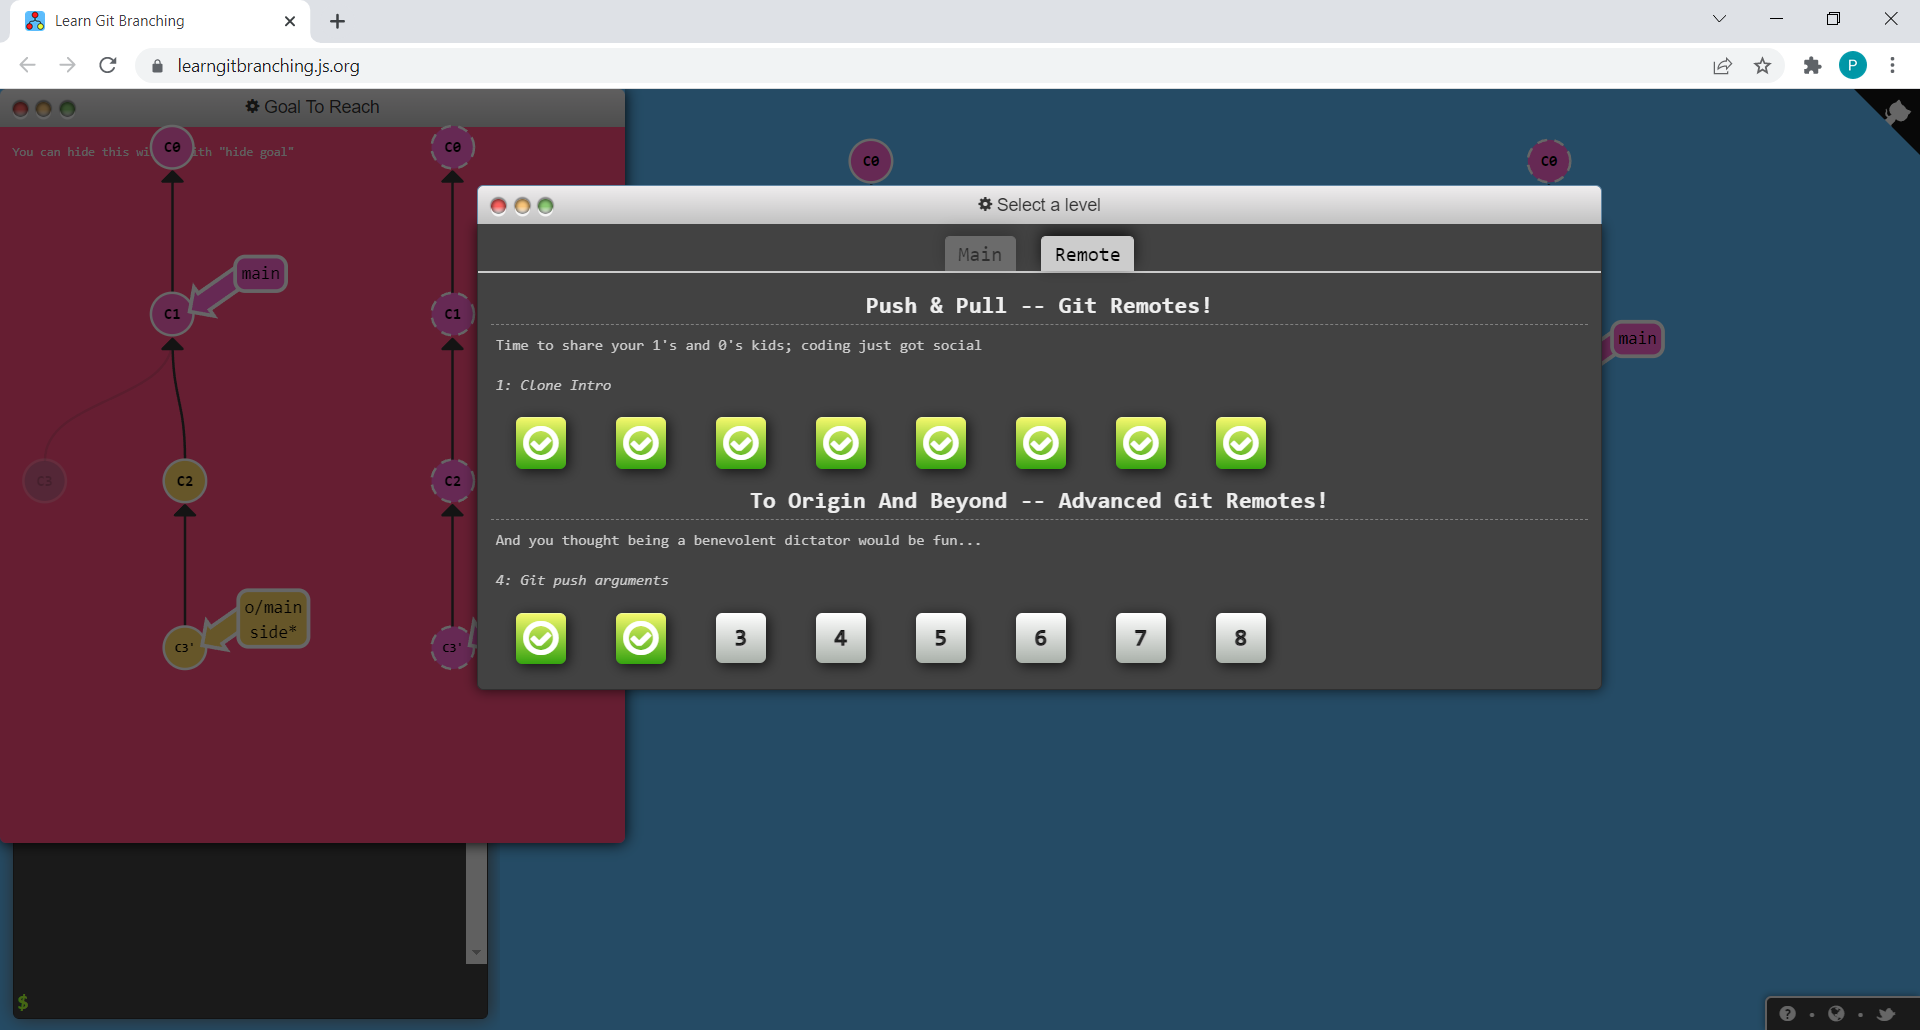 Learn Git Branching
learngitbranching.js.org
P
Goal To Reach
You can hide this wi
th "hide goal"
C0
C0
C0
C0
Select a level
Main
Remote
Push & Pull -- Git Remotes!
Time to share your 1's and 0's kids; coding just got social
1: Clone Intro
To Origin And Beyond -- Advanced Git Remotes!
And you thought being a benevolent dictator would be fun...
4: Git push arguments
3 4 5 6 7 8
main
C1
C1
main
C3
C2
C2
o/main
side*
C3'
C3'
$
?